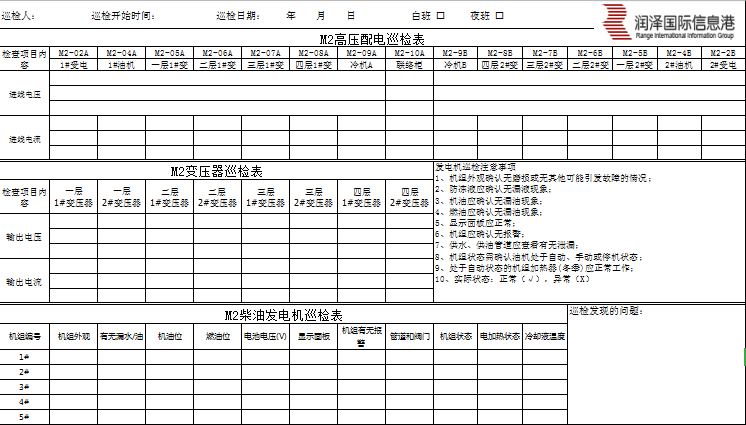 巡检人： 巡检开始时间： 巡检日期： 年 月 日 白班 口 夜班 口
润泽国际信息港
Range International Information Group
M2高压配电巡检表
检查项目内容 M2-02A M2-04A M2-05A M2-06A M2-07A M2-08A M2-09A M2-10A M2-9B M2-8B M2-7B M2-6B M2-5B M2-4B M2-2B
1#受电 1#油机 一层1#变 二层1#变 三层1#变 四层1#变 冷机A 联络柜 冷机B 四层2#变 三层2#变 二层2#变 一层2#变 2#油机 2#受电
进线电压
进线电流
M2变压器巡检表
检查项目内容 一层 一层 二层 二层 三层 三层 四层 四层
1#变压器 2#变压器 1#变压器 2#变压器 1#变压器 2#变压器 1#变压器 2#变压器
输出电压
输出电流
发电机巡检注意事项
1、机组外观确认无磨损或无其他可能引发故障的情况；
2、防冻液应确认无漏液现象；
3、机油应确认无漏油现象；
4、燃油应确认无漏油现象；
5、显示面板应正常；
6、机组应确认无报警；
7、供水、供油管道应查看有无泄漏；
8、机组状态需确认油机处于自动、手动或停机状态；
9、处于自动状态的机组加热器(冬季)应正常工作；
10、实际状态：正常（√），异常（X）
M2柴油发电机巡检表
巡检发现的问题：
机组编号 机组外观 有无漏水/油 机油位 燃油位 电池电压(V) 显示面板 机组有无报警 管道和阀门 机组状态 电加热状态 冷却液温度
1#
2#
3#
4#
5#